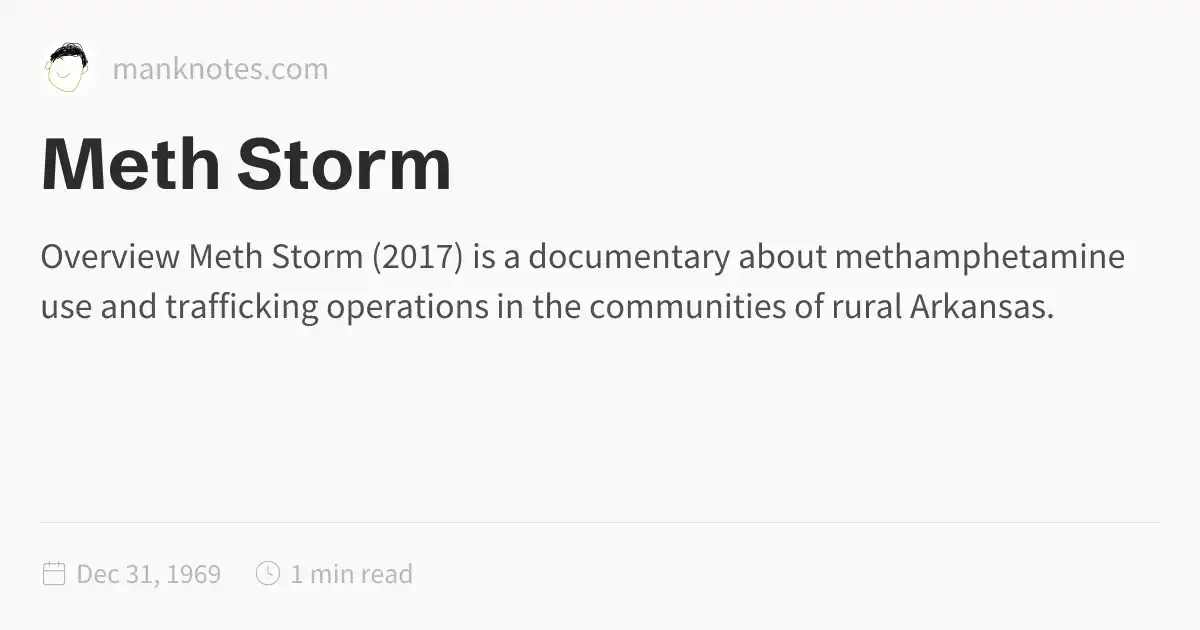 manknotes.com
Meth Storm
Overview Meth Storm (2017) is a documentary about methamphetamine
use and trafficking operations in the communities of rural Arkansas.
Dec 31, 1969 1 min read